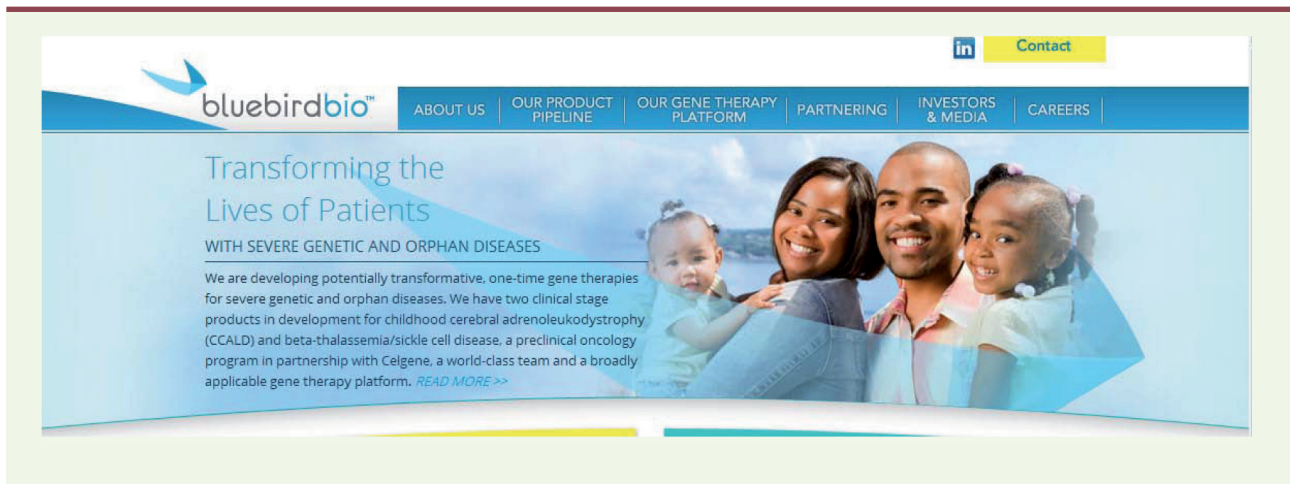 in
Contact
bluebirdbio™
ABOUT US
OUR PRODUCT
PIPELINE
OUR GENE THERAPY
PLATFORM
PARTNERING
INVESTORS
& MEDIA
CAREERS
Transforming the
Lives of Patients
WITH SEVERE GENETIC AND ORPHAN DISEASES
We are developing potentially transformative, one-time gene therapies
for severe genetic and orphan diseases. We have two clinical stage
products in development for childhood cerebral adrenoleukodystrophy
(CCALD) and beta-thalassemia/sickle cell disease, a preclinical oncology
program in partnership with Celgene, a world-class team and a broadly
applicable gene therapy platform. READ MORE >>